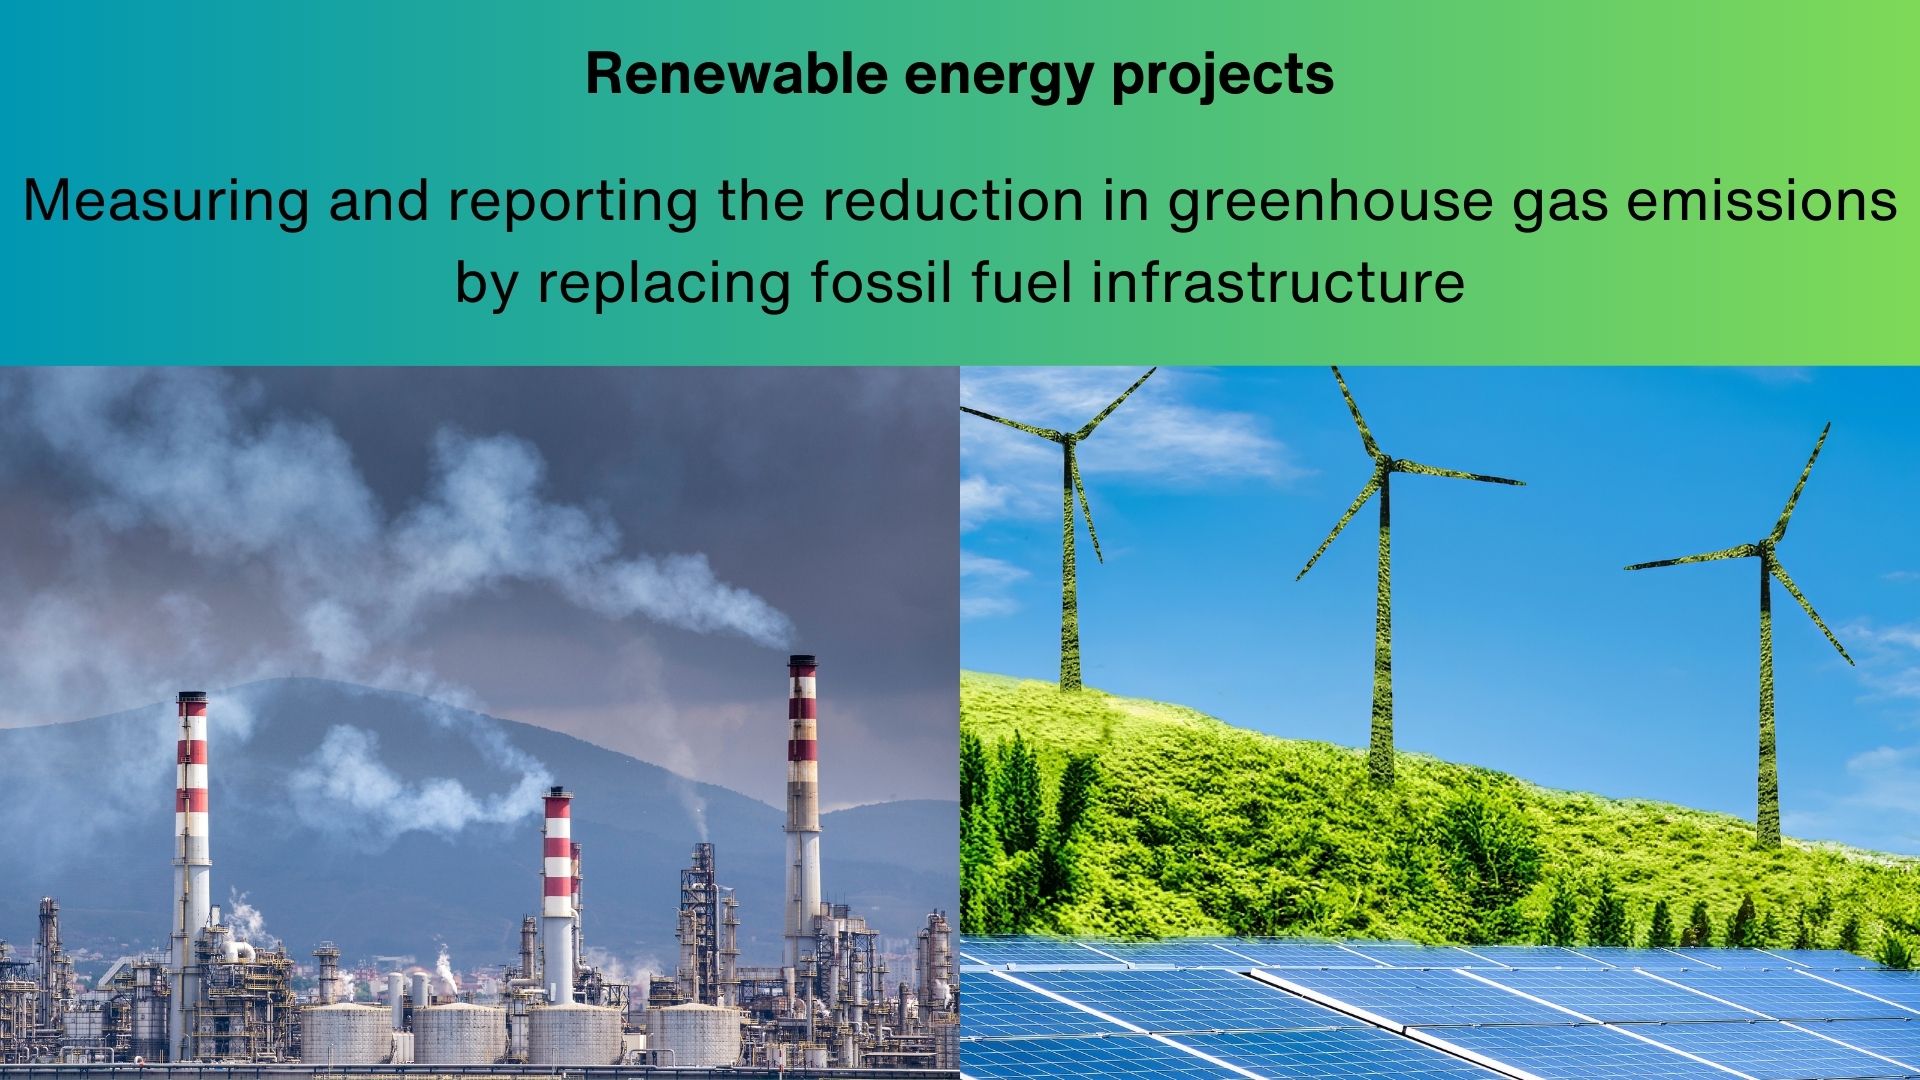 Renewable energy projects
Measuring and reporting the reduction in greenhouse gas emissions
by replacing fossil fuel infrastructure